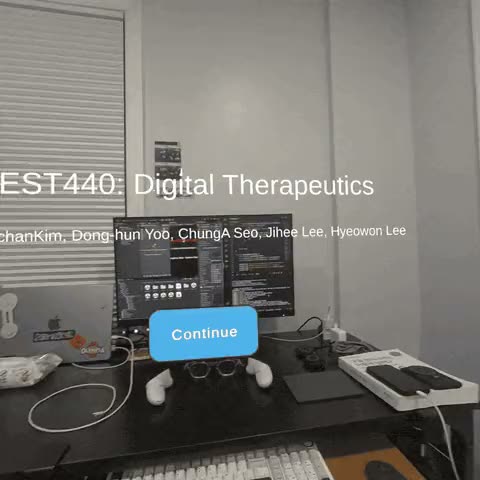 EST440: Digital Therapeutics
chanKim, Dong-hun Yoo, ChungA Seo, Jihee Lee, Hyeowon Lee
Continue